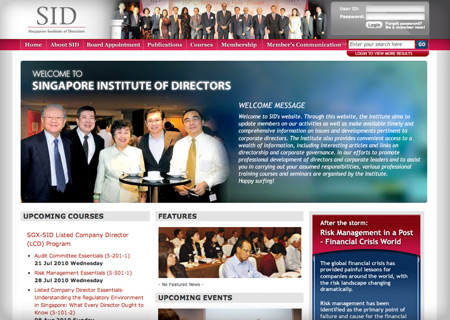 SID
Singapore Institute of Directors
User ID:
Password:
Login Forgot password?
No e-member?
Home About SID Board Appointment Publications Courses Membership Member's Communication Enter your search here GO
LOGIN TO VIEW MORE RESULTS
WELCOME TO
SINGAPORE INSTITUTE OF DIRECTORS
WELCOME MESSAGE
Welcome to SID's website. Through this website, the Institute aims to
update members on our activities as well as make available timely and
comprehensive information on issues and developments pertinent to
corporate directors. The Institute also provides convenient access to a
wealth of information, including interesting articles and links on
directorship and corporate governance. In our efforts to promote
professional development of directors and corporate leaders and to assist
you in carrying out your assumed responsibilities, various professional
training courses and seminars are organised by the Institute.
Happy surfing!
UPCOMING COURSES
SGX-SID Listed Company Director
(LCD) Program
Audit Committee Essentials (S-201-1)
21 Jul 2010 Wednesday
Risk Management Essentials (S-501-1)
28 Jul 2010 Wednesday
Listed Company Director Essentials-
Understanding the Regulatory Environment
in Singapore: What Every Director Ought to
Know (S-101-2)
FEATURES
- No Featured News -
UPCOMING EVENTS
After the storm:
Risk Management in a Post
- Financial Crisis World
The global financial crisis has
provided painful lessons for
companies around the world, with
the risk landscape changing
dramatically.
Risk management has been
identified as the primary point of
failure and cause for the financial